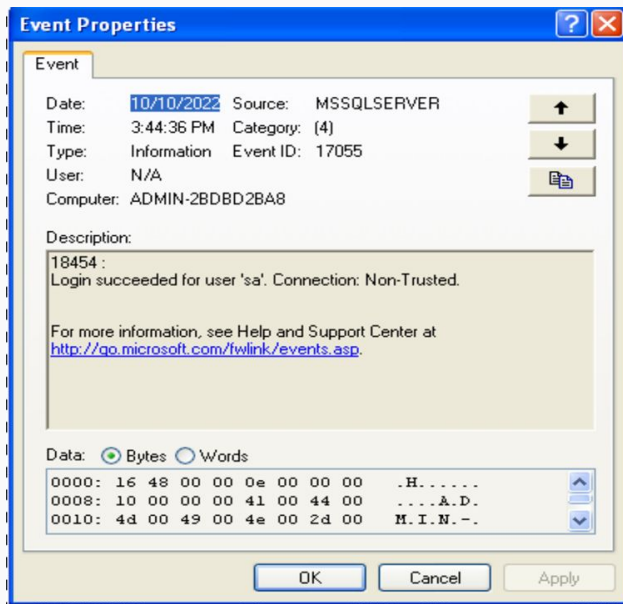 Event Properties
Event
Date: 10/10/2022 Source: MSSQLSERVER
Time: 3:44:36 PM Category: (4)
Type: Information Event ID: 17055
User: N/A
Computer: ADMIN-2BDBD2BA8
Description:
18454 :
Login succeeded for user 'sa'. Connection: Non-Trusted.
For more information, see Help and Support Center at
http://go.microsoft.com/fwlink/events.asp.
Data: Bytes Words
0000: 16 48 00 00 0e 00 00 00 .H......
0008: 10 00 00 00 41 00 44 00 ....A.D.
0010: 4d 00 49 00 4e 00 2d 00 M.I.N.-.
OK Cancel Apply